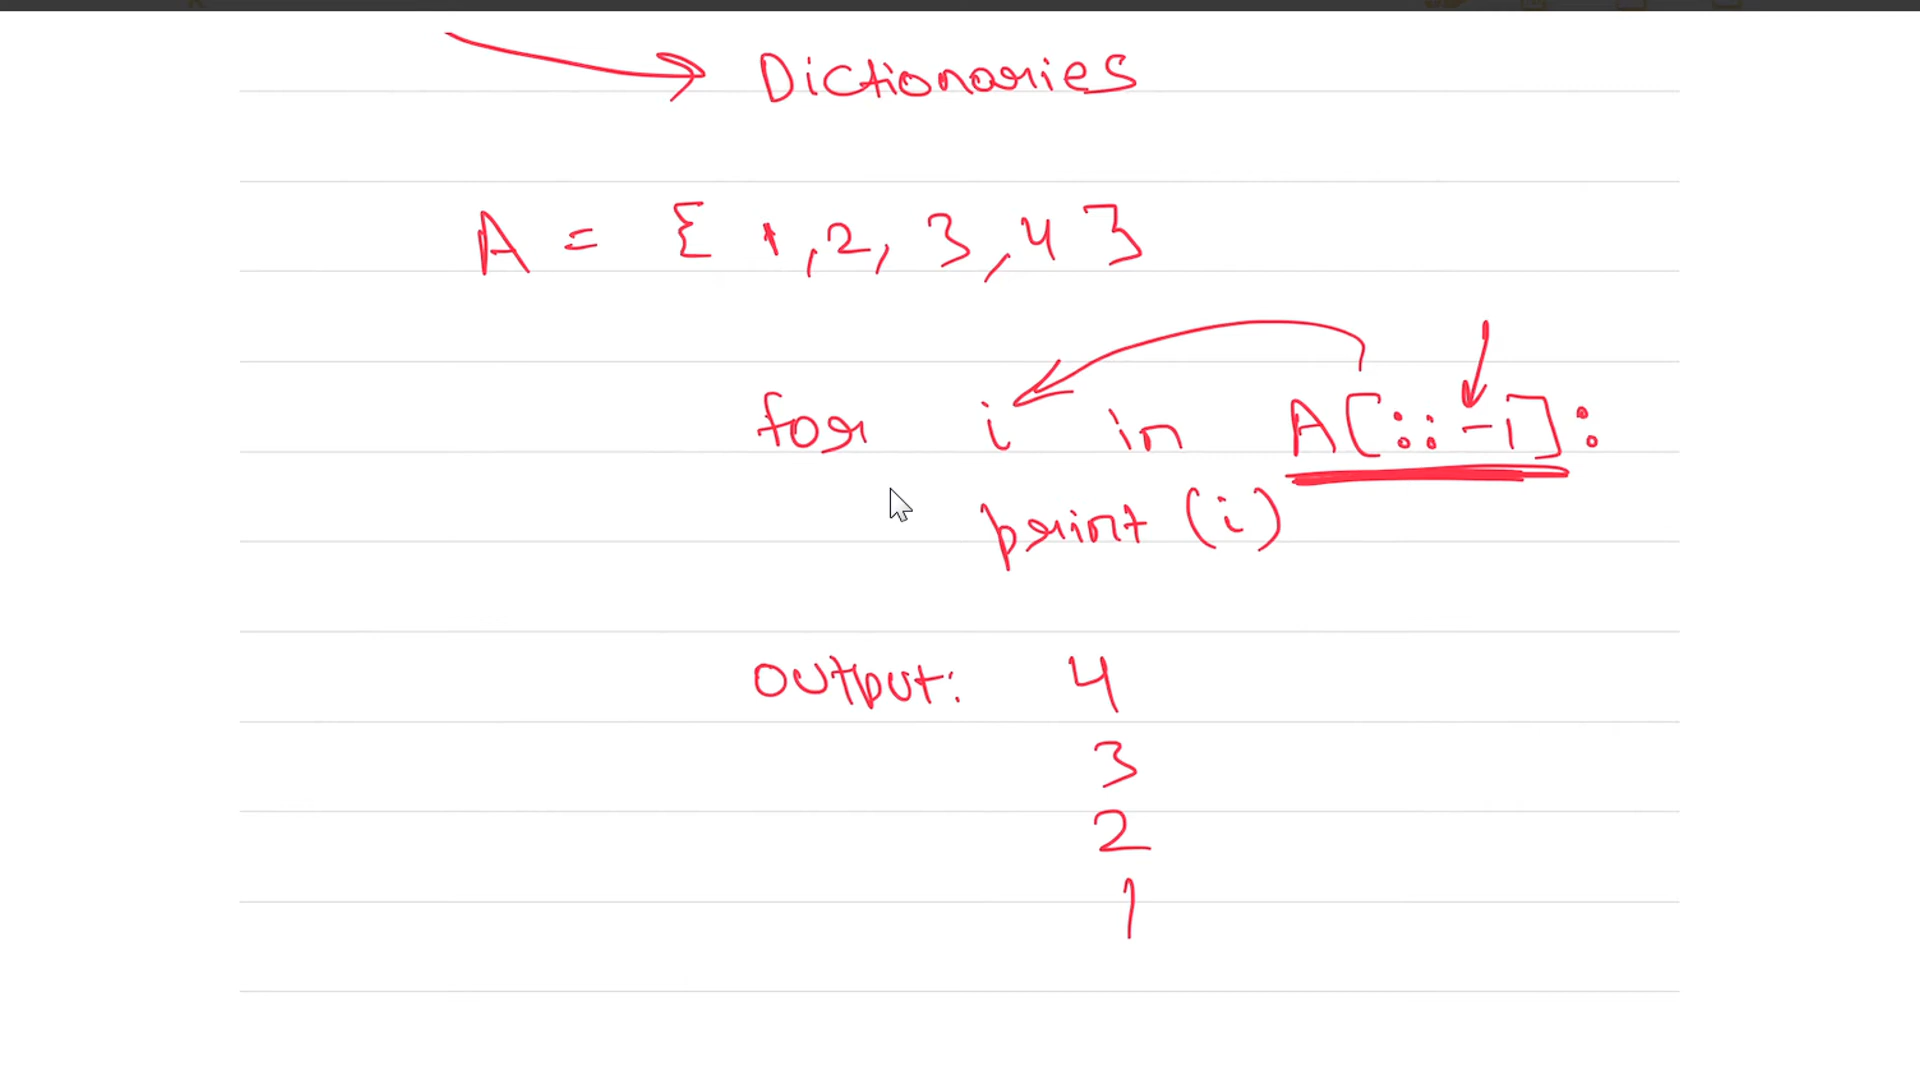 Dictionaries
A = { 1, 2, 3, 4 }
for i in A[::-1]:
print (i)
output: 4
3
2
1